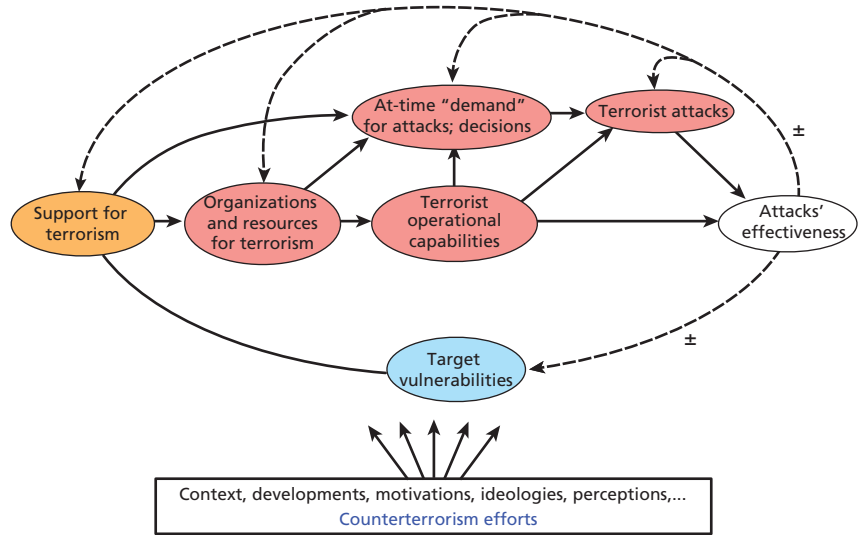 At-time “demand”
for attacks; decisions
Terrorist attacks
±
Support for
terrorism
Organizations
and resources
for terrorism
Terrorist
operational
capabilities
Attacks’
effectiveness
±
Target
vulnerabilities
Context, developments, motivations, ideologies, perceptions,...
Counterterrorism efforts